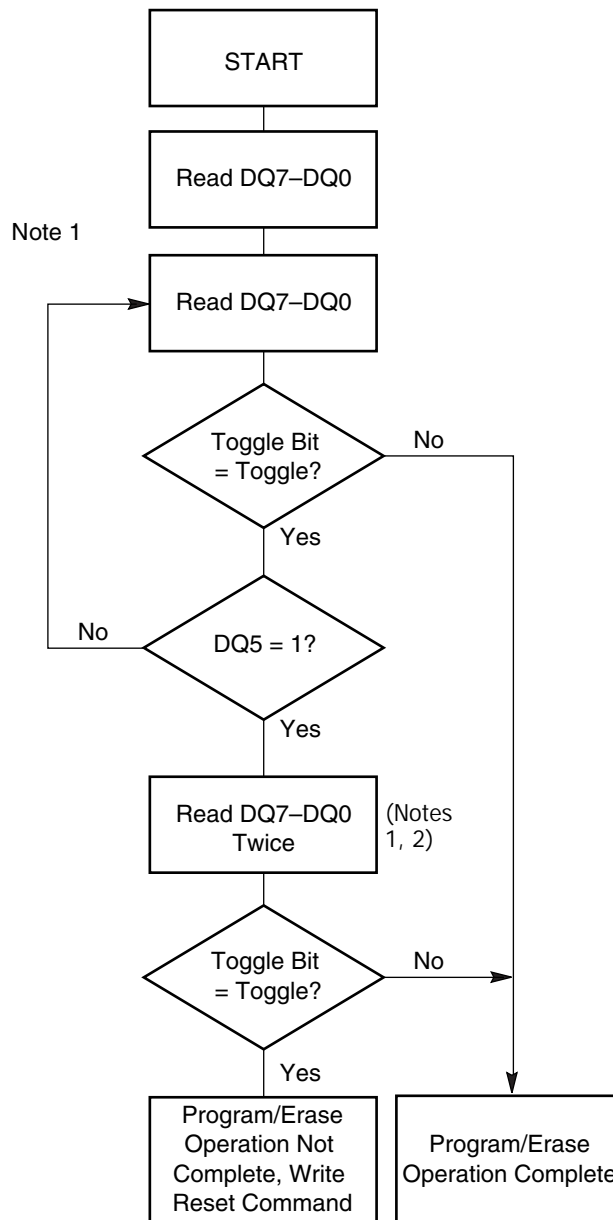 START
Read DQ7–DQ0
Note 1
Read DQ7–DQ0
Toggle Bit
= Toggle?
No
Yes
No
DQ5 = 1?
Yes
Read DQ7–DQ0
Twice
(Notes
1, 2)
Toggle Bit
= Toggle?
No
Yes
Program/Erase
Operation Not
Complete, Write
Reset Command
Program/Erase
Operation Complete